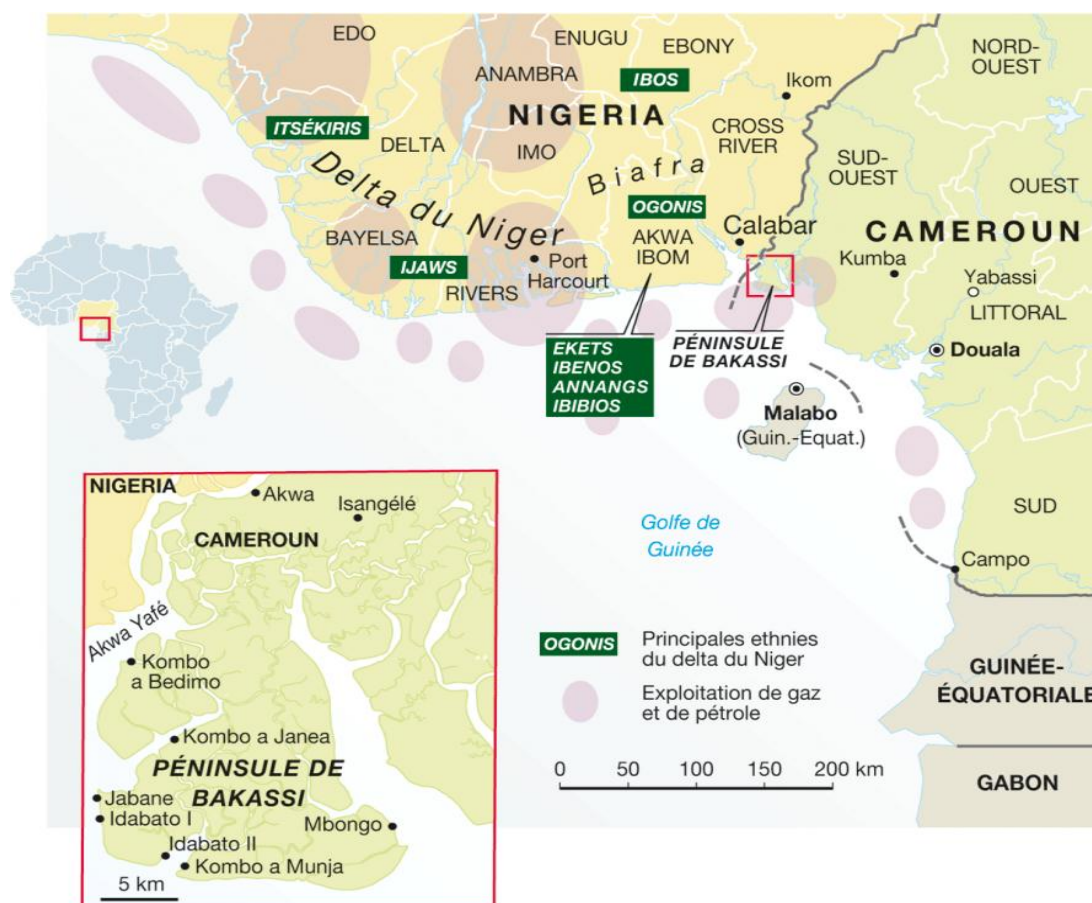 EDO
ENUGU
EBONY
NORD-
OUEST
ANAMBRA
IBOS
Ikom
NIGERIA
ITSÉKIRIS
DELTA
IMO
CROSS
RIVER
SUD-
OUEST
OUEST
Delta du Niger
Biafra
OGONIS
BAYELSA
AKWA
IBOM
Calabar
CAMEROUN
Kumba
IJAWS
Port
Harcourt
RIVERS
Yabassi
LITTORAL
EKETS
IBENOS
ANNANGS
IBIBIOS
PÉNINSULE
DE BAKASSI
Douala
Malabo
(Guin.-Equat.)
Golfe de
Guinée
SUD
Campo
GUINÉE-
ÉQUATORIALE
GABON
OGONIS
Principales ethnies
du delta du Niger
Exploitation de gaz
et de pétrole
0 50 100 150 200 km
NIGERIA
Akwa
Isangélé
CAMEROUN
Akwa Yafé
Kombo
a Bedimo
Kombo a Janea
PÉNINSULE DE
BAKASSI
Jabane
Idabato I
Mbongo
Idabato II
Kombo a Munja
5 km